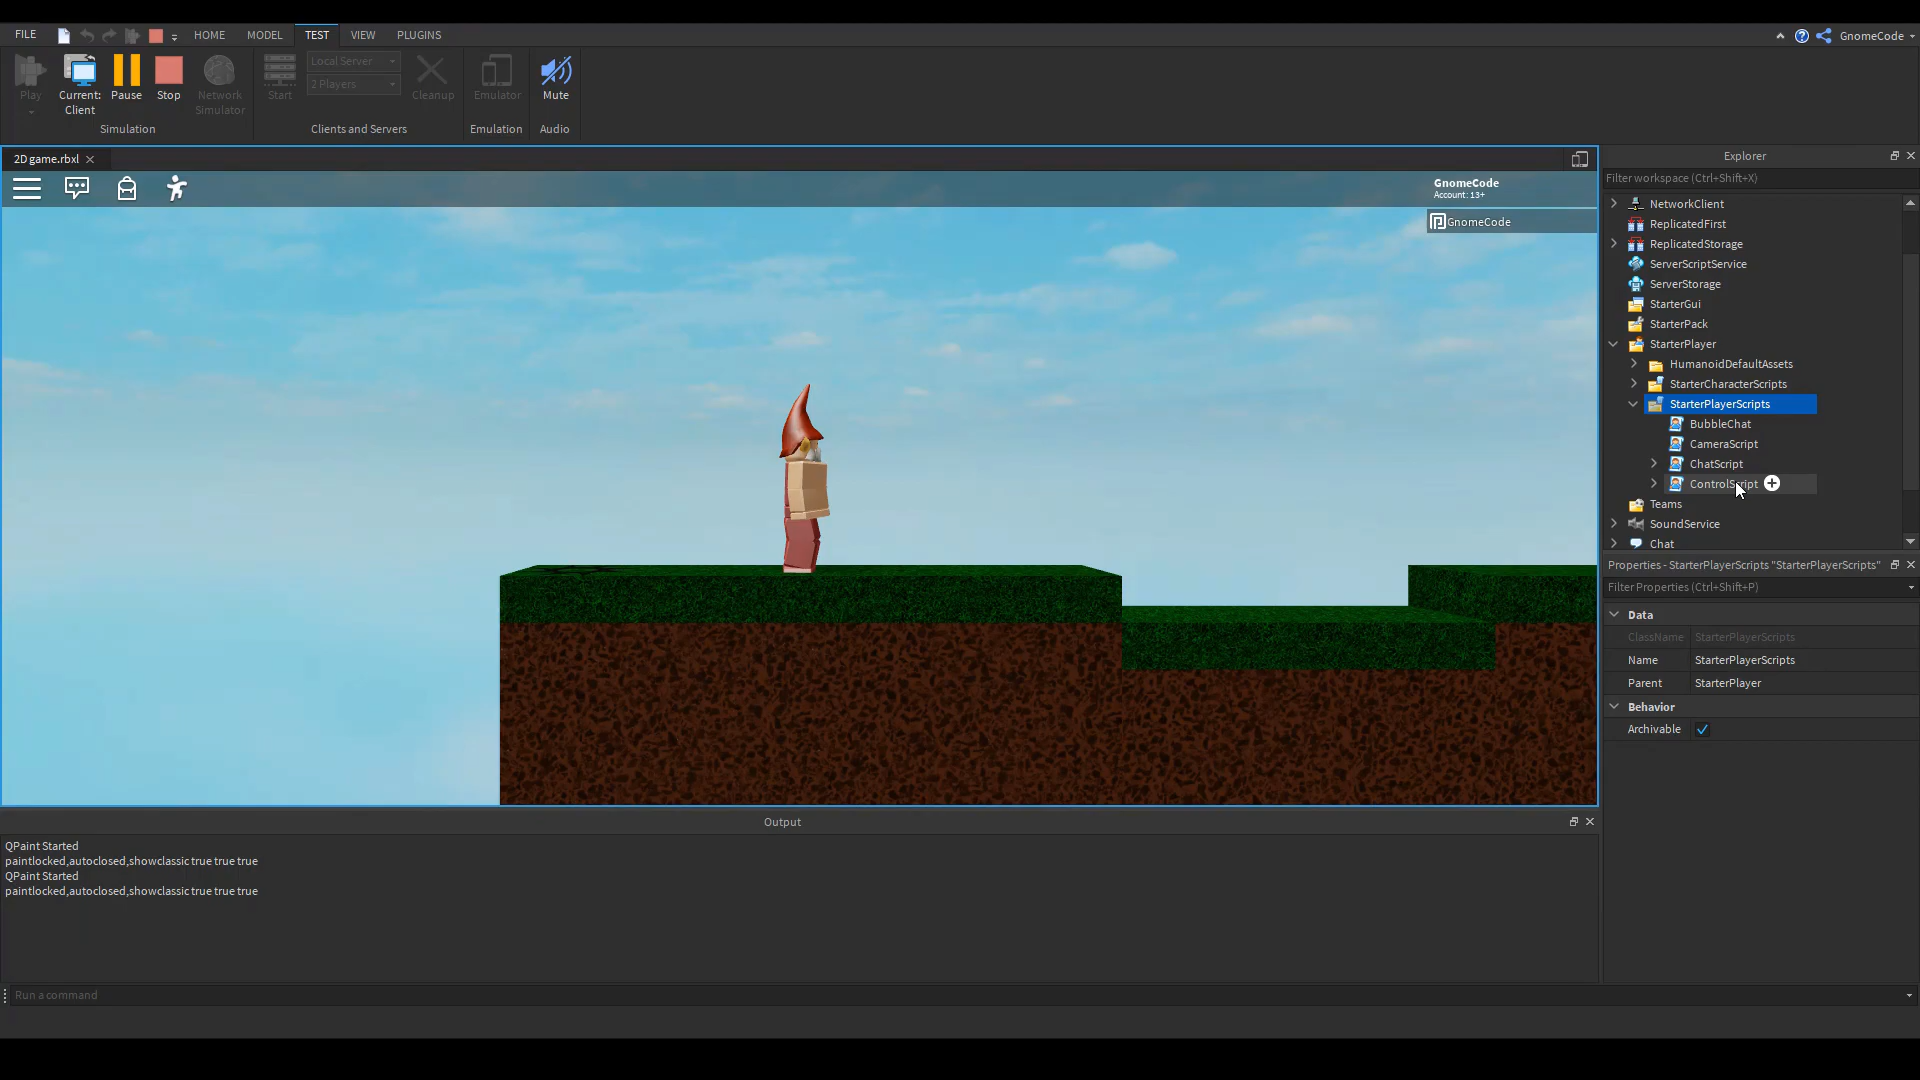 FILE
HOME
MODEL
TEST
VIEW
PLUGINS
GnomeCode
Play
Current:
Client
Pause
Stop
Network
Simulator
Simulation
Start
Local Server
2 Players
Cleanup
Clients and Servers
Emulator
Emulation
Mute
Audio
2D game.rbxl
GnomeCode
Account: 13+
GnomeCode
Explorer
Filter workspace (Ctrl+Shift+X)
NetworkClient
ReplicatedFirst
ReplicatedStorage
ServerScriptService
ServerStorage
StarterGui
StarterPack
StarterPlayer
HumanoidDefaultAssets
StarterCharacterScripts
StarterPlayerScripts
BubbleChat
CameraScript
ChatScript
ControlScript
Teams
SoundService
Chat
Properties - StarterPlayerScripts "StarterPlayerScripts"
Filter Properties (Ctrl+Shift+P)
Data
ClassName StarterPlayerScripts
Name StarterPlayerScripts
Parent StarterPlayer
Behavior
Archivable
Output
QPaint Started
paintlocked,autoclosed,showclassic true true true
QPaint Started
paintlocked,autoclosed,showclassic true true true
Run a command